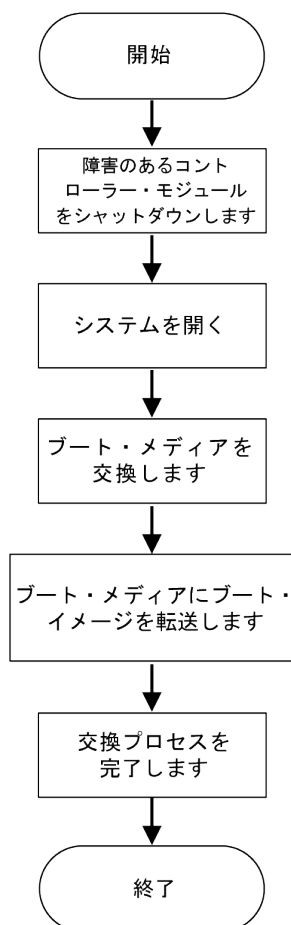 開始
障害のあるコント
ローラー・モジュール
をシャットダウンします
システムを開く
ブート・メディアを
交換します
ブート・メディアにブート・
イメージを転送します
交換プロセスを
完了します
終了